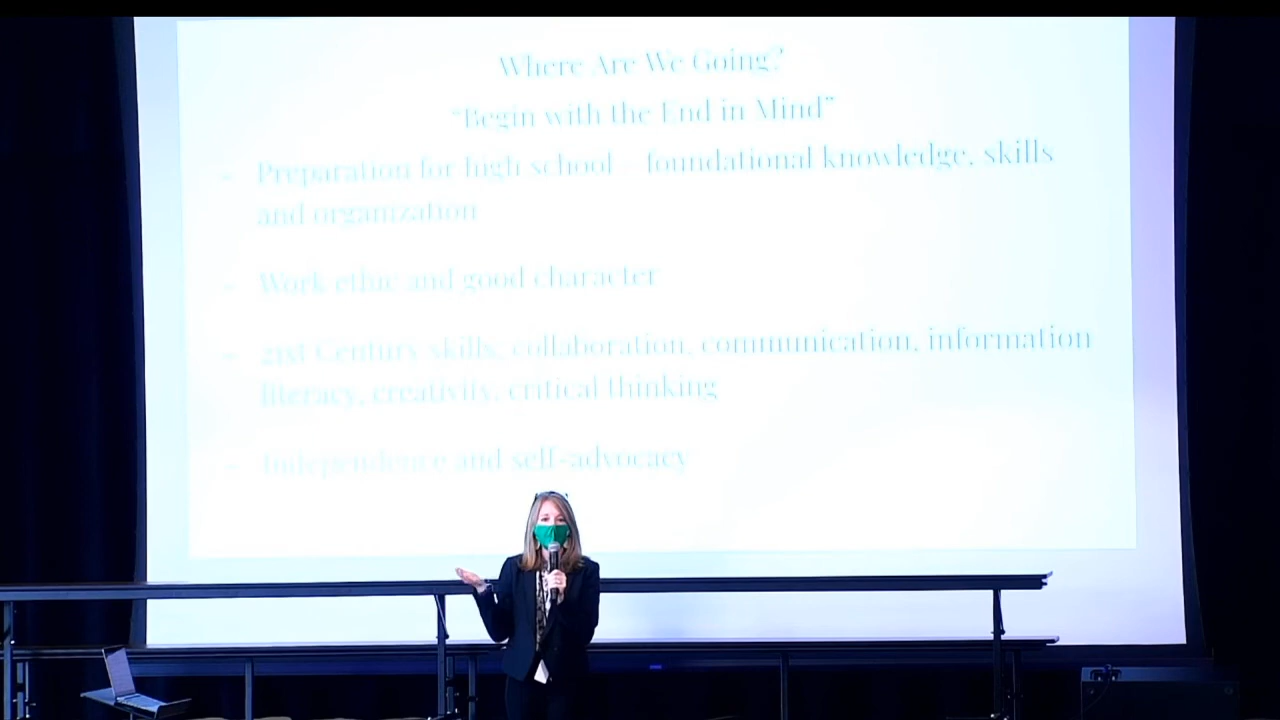 Where Are We Going?
“Begin with the End in Mind”
- Preparation for high school - foundational knowledge, skills
and organization
- Work ethic and good character
- 21st Century skills: collaboration, communication, information
literacy, creativity, critical thinking
- Independence and self-advocacy